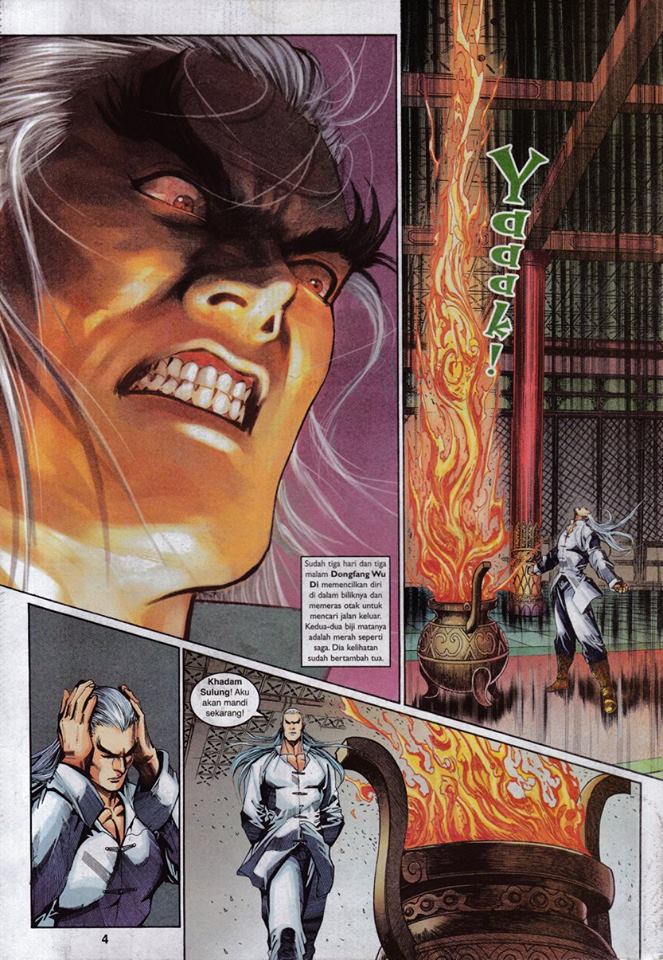 Yaaak!
Sudah tiga hari dan tiga
malam Dongfang Wu
Di memencilkan diri
di dalam biliknya dan
memeras otak untuk
mencari jalan keluar.
Kedua-dua biji matanya
adalah merah seperti
saga. Dia kelihatan
sudah bertambah tua.
Khadam
Sulung! Aku
akan mandi
sekarang!
4